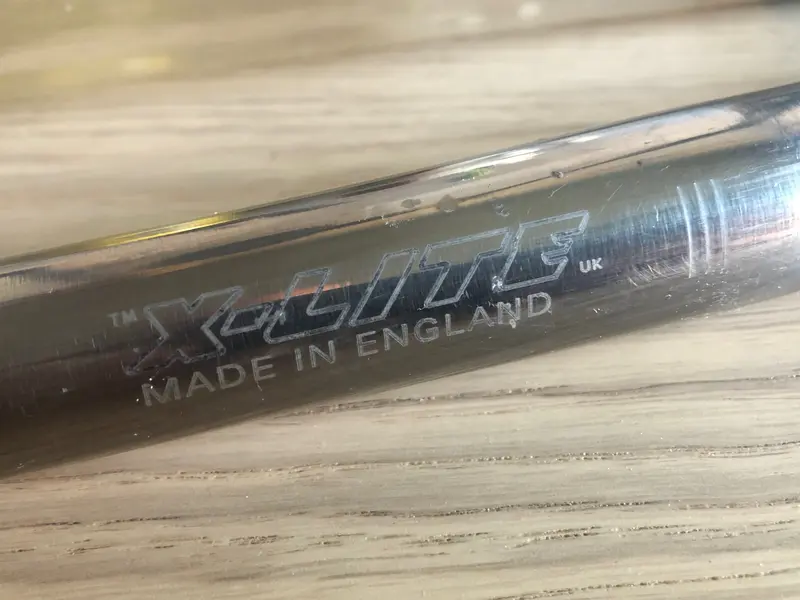 ™ X-LITE UK
MADE IN ENGLAND